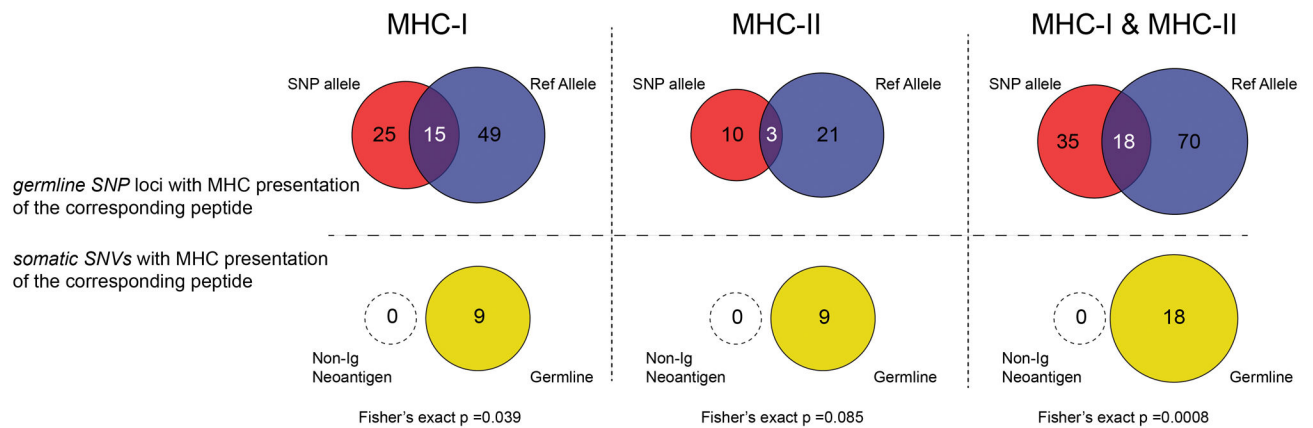 MHC-I
MHC-II
MHC-I & MHC-II
SNP allele
Ref Allele
25
15
49
SNP allele
Ref Allele
10
3
21
SNP allele
Ref Allele
35
18
70
germline SNP loci with MHC presentation
of the corresponding peptide
somatic SNVs with MHC presentation
of the corresponding peptide
0
9
Non-Ig
Neoantigen
Germline
0
9
Non-Ig
Neoantigen
Germline
0
18
Non-Ig
Neoantigen
Germline
Fisher's exact p =0.039
Fisher's exact p =0.085
Fisher's exact p =0.0008